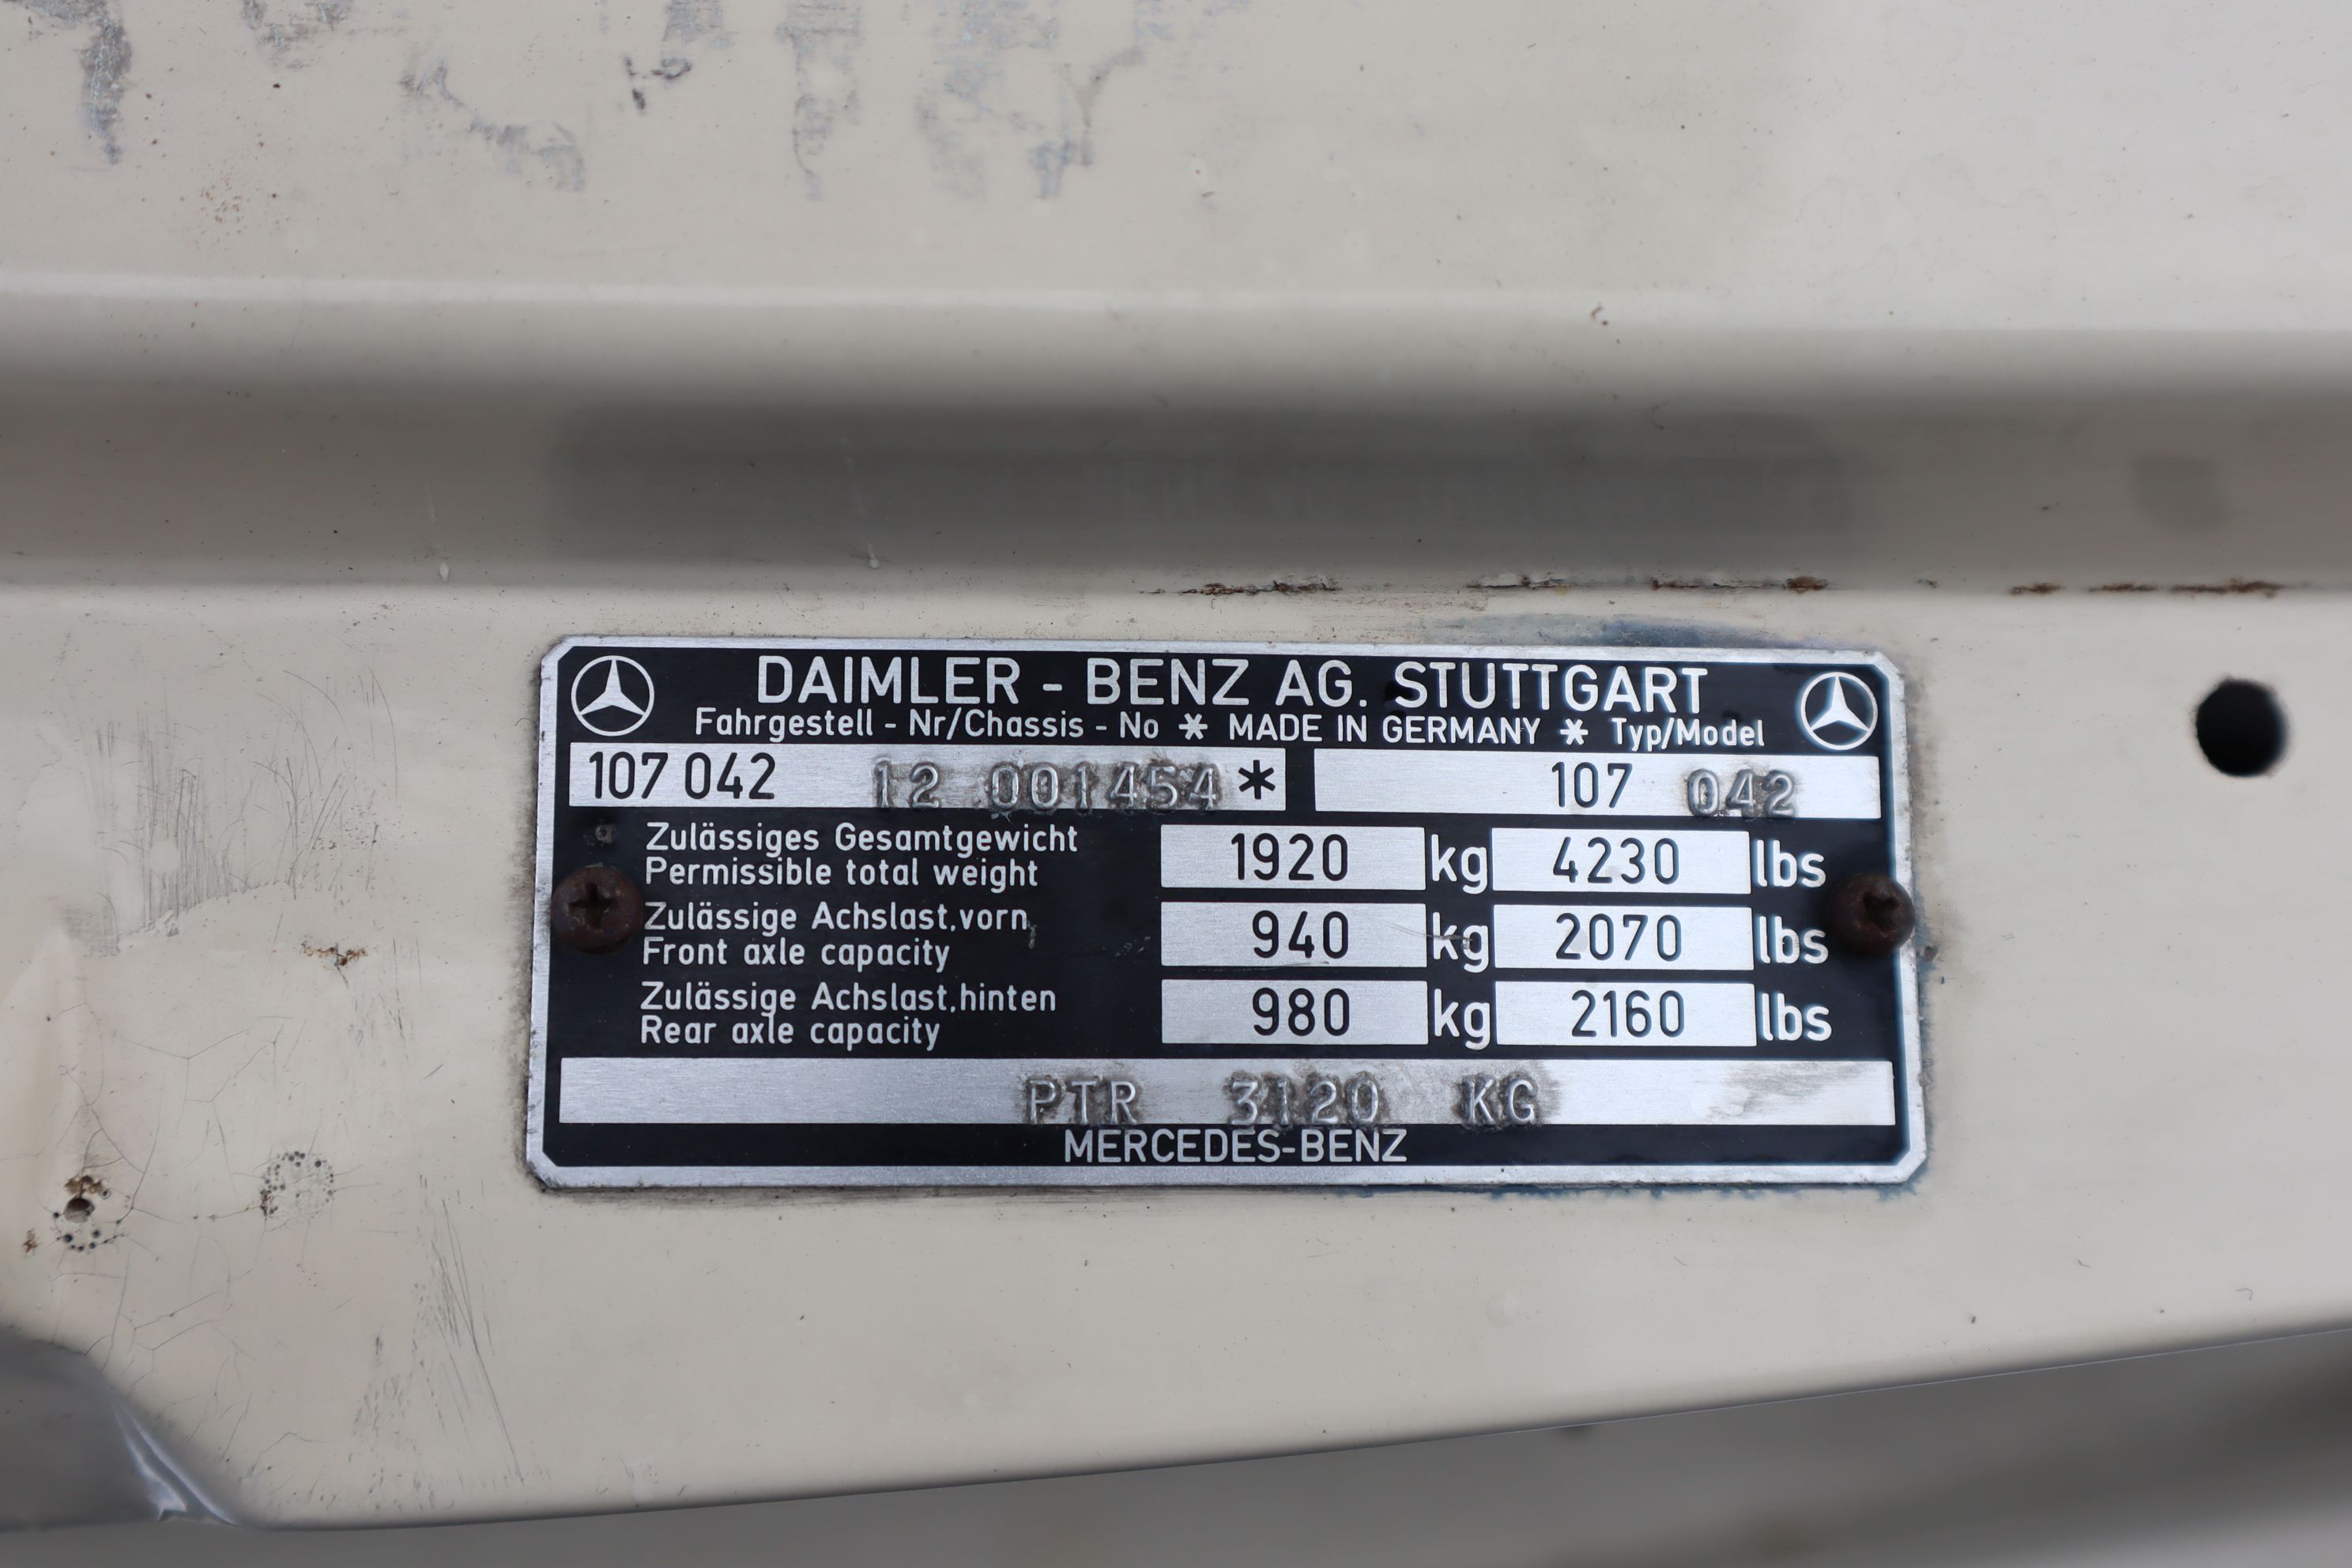 DAIMLER - BENZ AG. STUTTGART
Fahrgestell - Nr/Chassis - No * MADE IN GERMANY * Typ/Model
107 042 12 001454 * 107 042
Zulässiges Gesamtgewicht
Permissible total weight 1920 kg 4230 lbs
Zulässige Achslast,vorn
Front axle capacity 940 kg 2070 lbs
Zulässige Achslast,hinten
Rear axle capacity 980 kg 2160 lbs
PTR 3120 KG
MERCEDES-BENZ